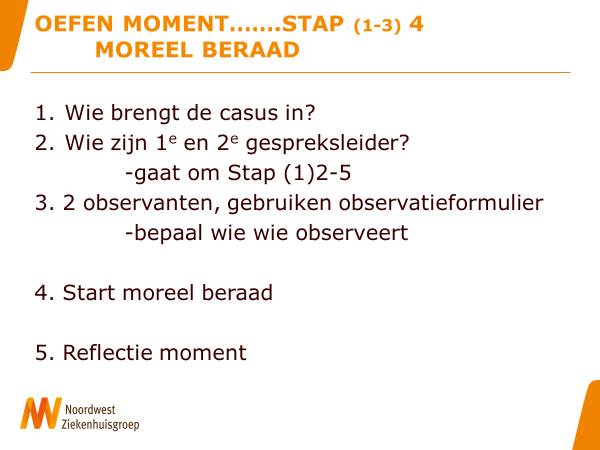 OEFEN MOMENT…….STAP (1-3) 4
MOREEL BERAAD
1. Wie brengt de casus in?
2. Wie zijn 1e en 2e gespreksleider?
-gaat om Stap (1)2-5
3. 2 observanten, gebruiken observatieformulier
-bepaal wie wie observeert
4. Start moreel beraad
5. Reflectie moment
Noordwest
Ziekenhuisgroep